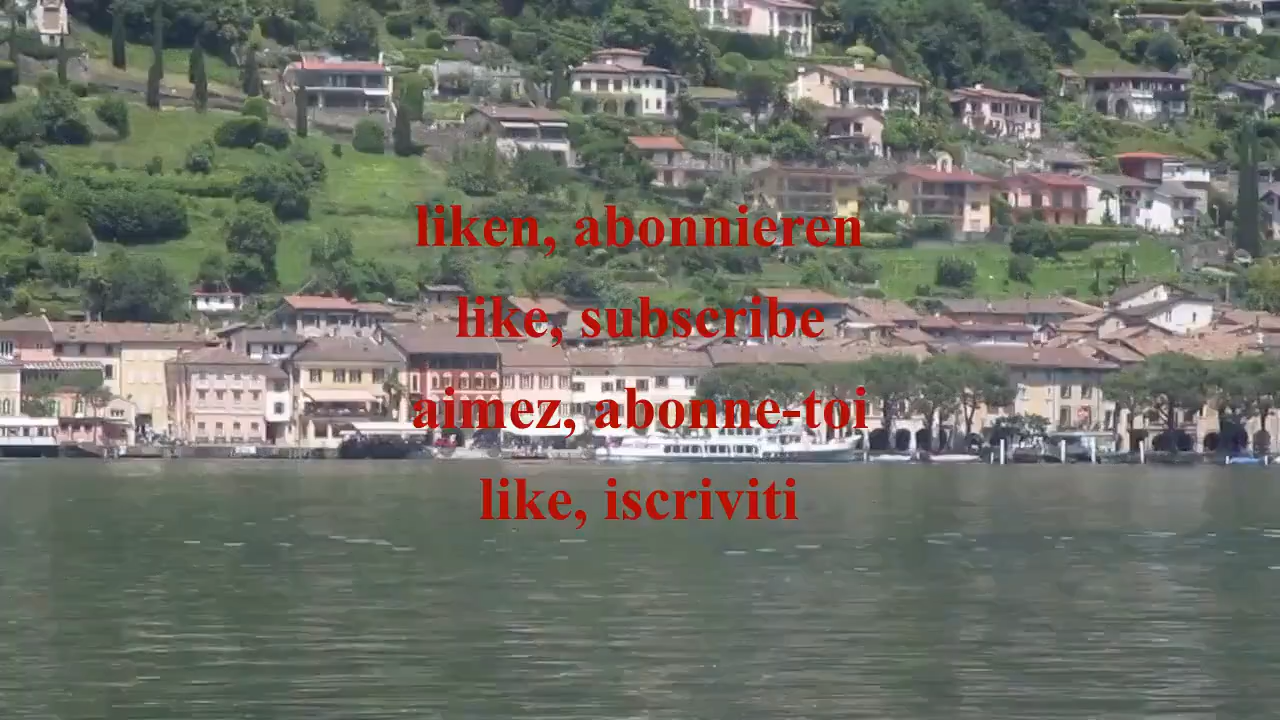 liken, abonnieren
like, subscribe
aimez, abonne-toi
like, iscriviti